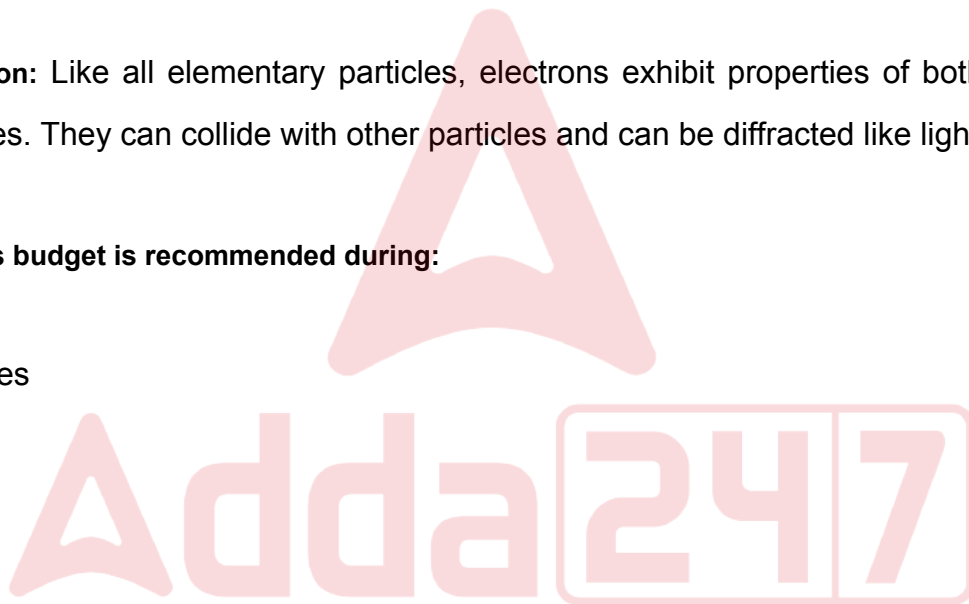 on: Like all elementary particles, electrons exhibit properties of bot
es. They can collide with other particles and can be diffracted like ligh
s budget is recommended during:
es
Adda247